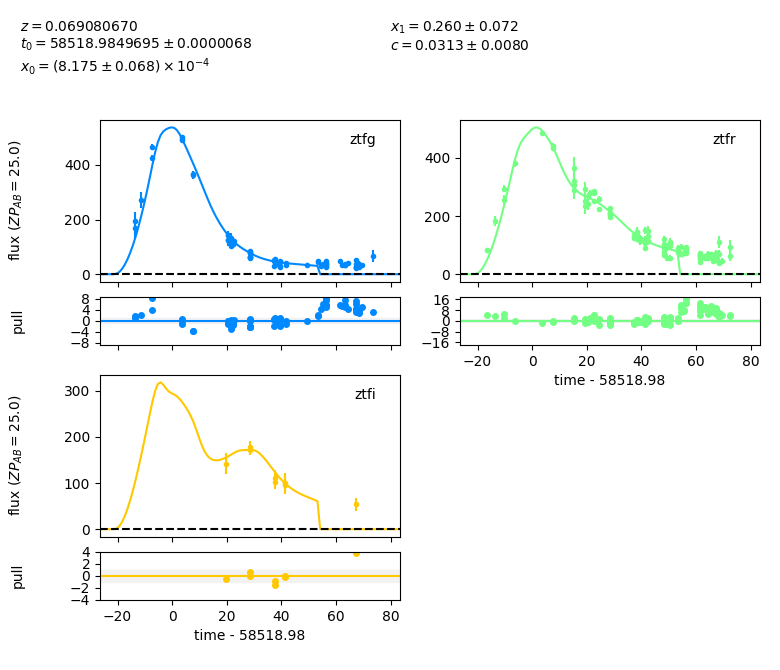 z = 0.069080670
t₀ = 58518.9849695 ± 0.0000068
x₀ = (8.175 ± 0.068) × 10⁻⁴
x₁ = 0.260 ± 0.072
c = 0.0313 ± 0.0080
ztfg
flux (ZP_AB = 25.0)
400
200
0
pull
8
4
0
−4
−8
ztfr
400
200
0
16
8
0
−8
−16
−20 0 20 40 60 80
time - 58518.98
ztfi
flux (ZP_AB = 25.0)
300
200
100
0
pull
4
2
0
−2
−4
−20 0 20 40 60 80
time - 58518.98